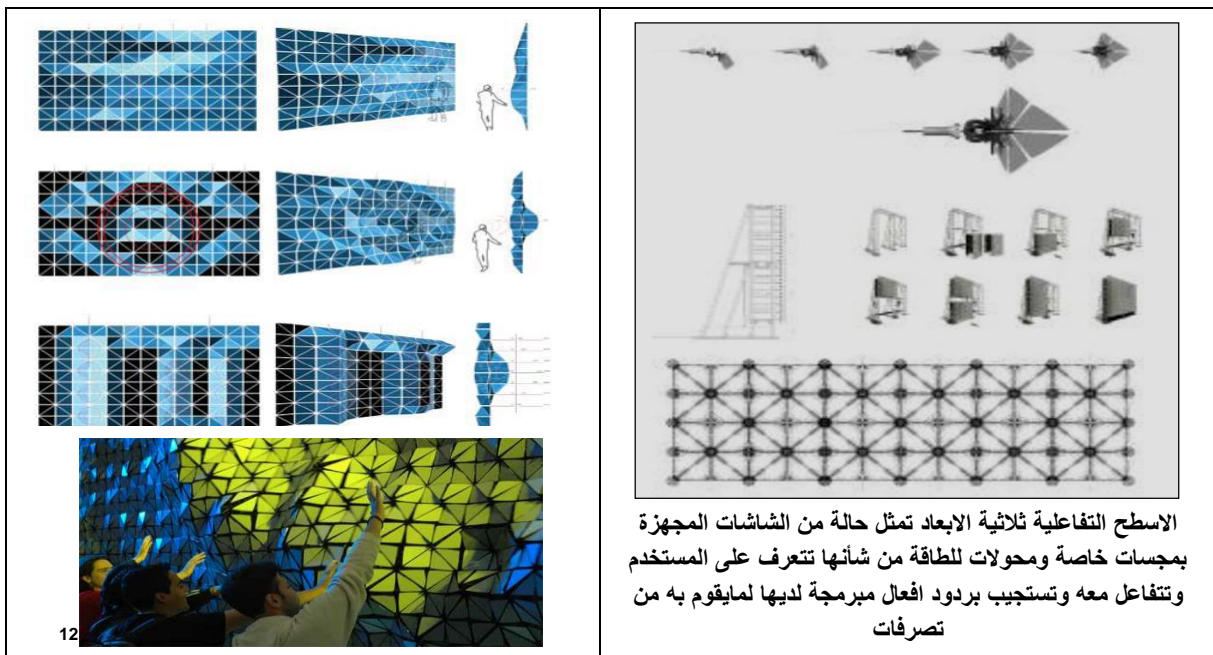 الاسطح التفاعلية ثلاثية الابعاد تمثل حالة من الشاشات المجهزة
بمجسات خاصة ومحولات للطاقة من شأنها تتعرف على المستخدم
وتتفاعل معه وتستجيب بردود افعال مبرمجة لديها لمايقوم به من
تصرفات
12